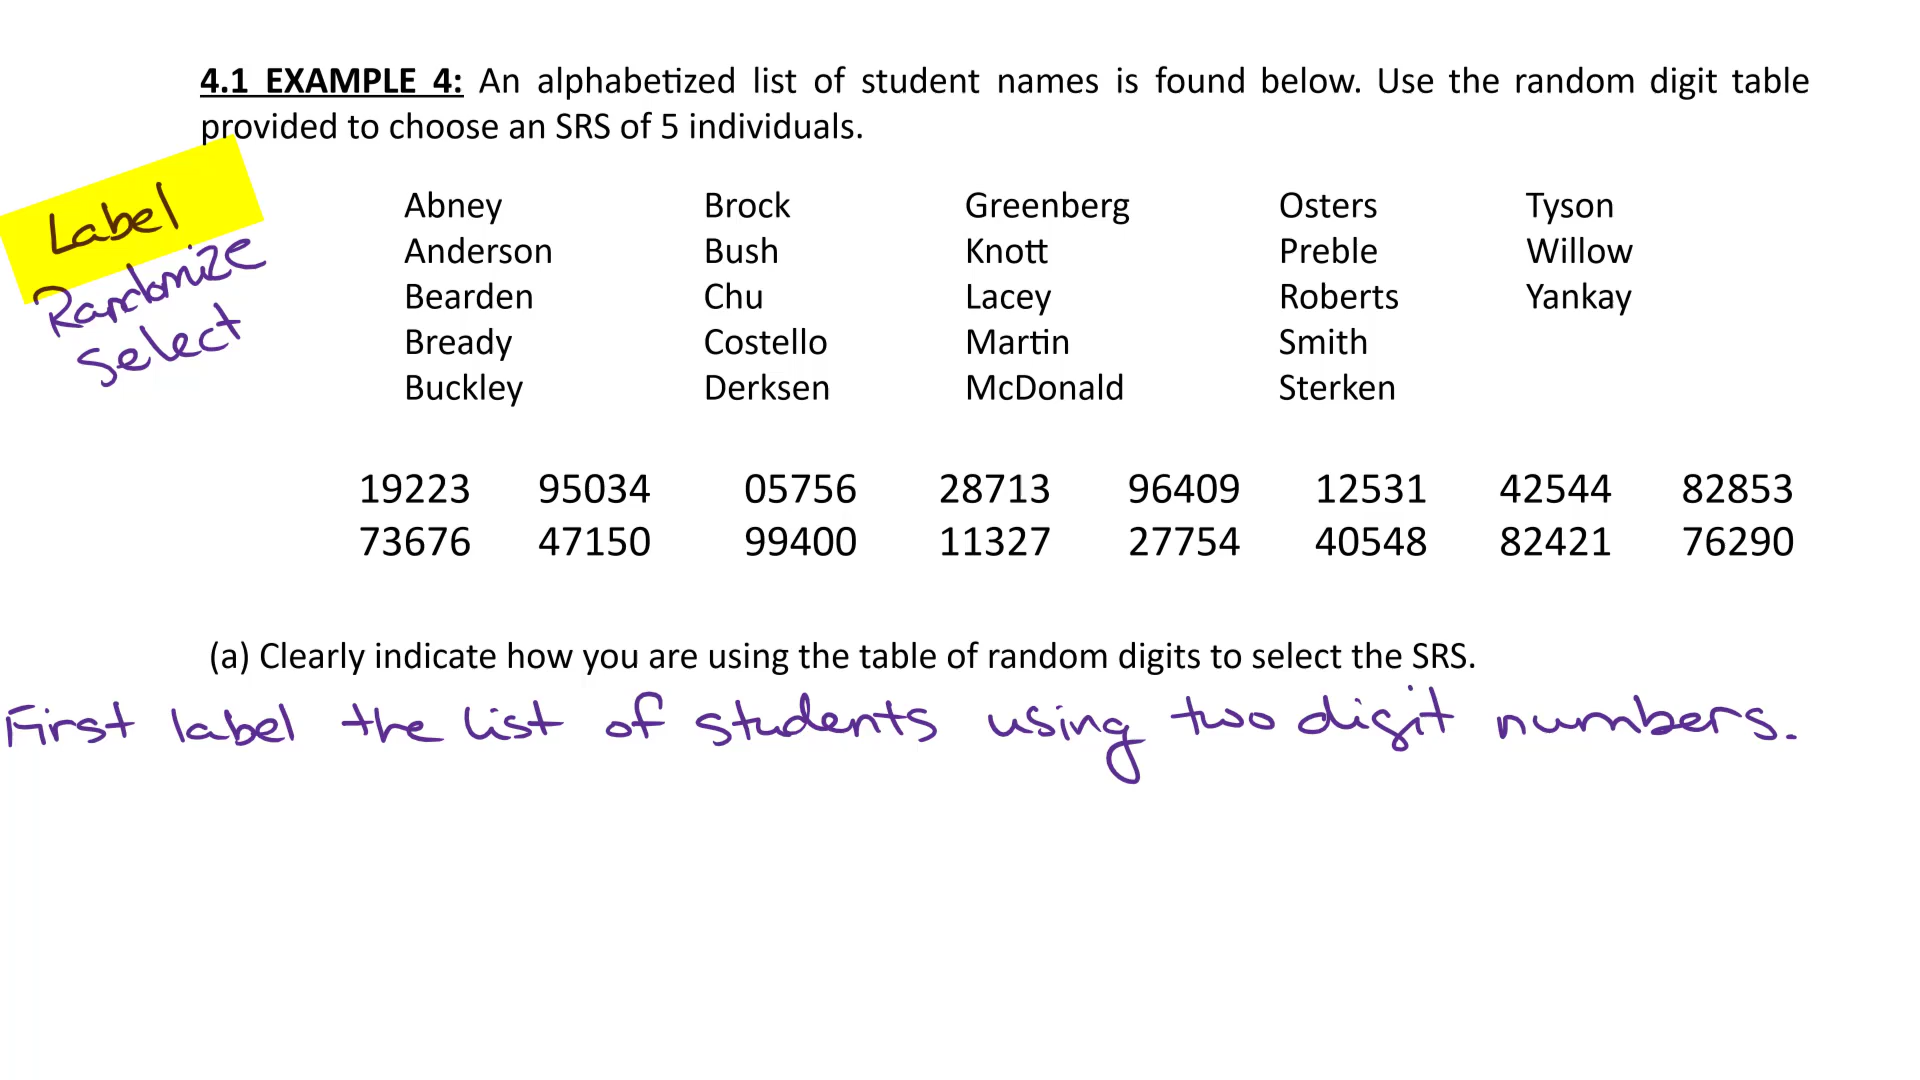 4.1 EXAMPLE 4: An alphabetized list of student names is found below. Use the random digit table
provided to choose an SRS of 5 individuals.
Label
Randomize
Select
Abney Brock Greenberg Osters Tyson
Anderson Bush Knott Preble Willow
Bearden Chu Lacey Roberts Yankay
Bready Costello Martin Smith
Buckley Derksen McDonald Sterken
19223 95034 05756 28713 96409 12531 42544 82853
73676 47150 99400 11327 27754 40548 82421 76290
(a) Clearly indicate how you are using the table of random digits to select the SRS.
First label the list of students using two digit numbers.